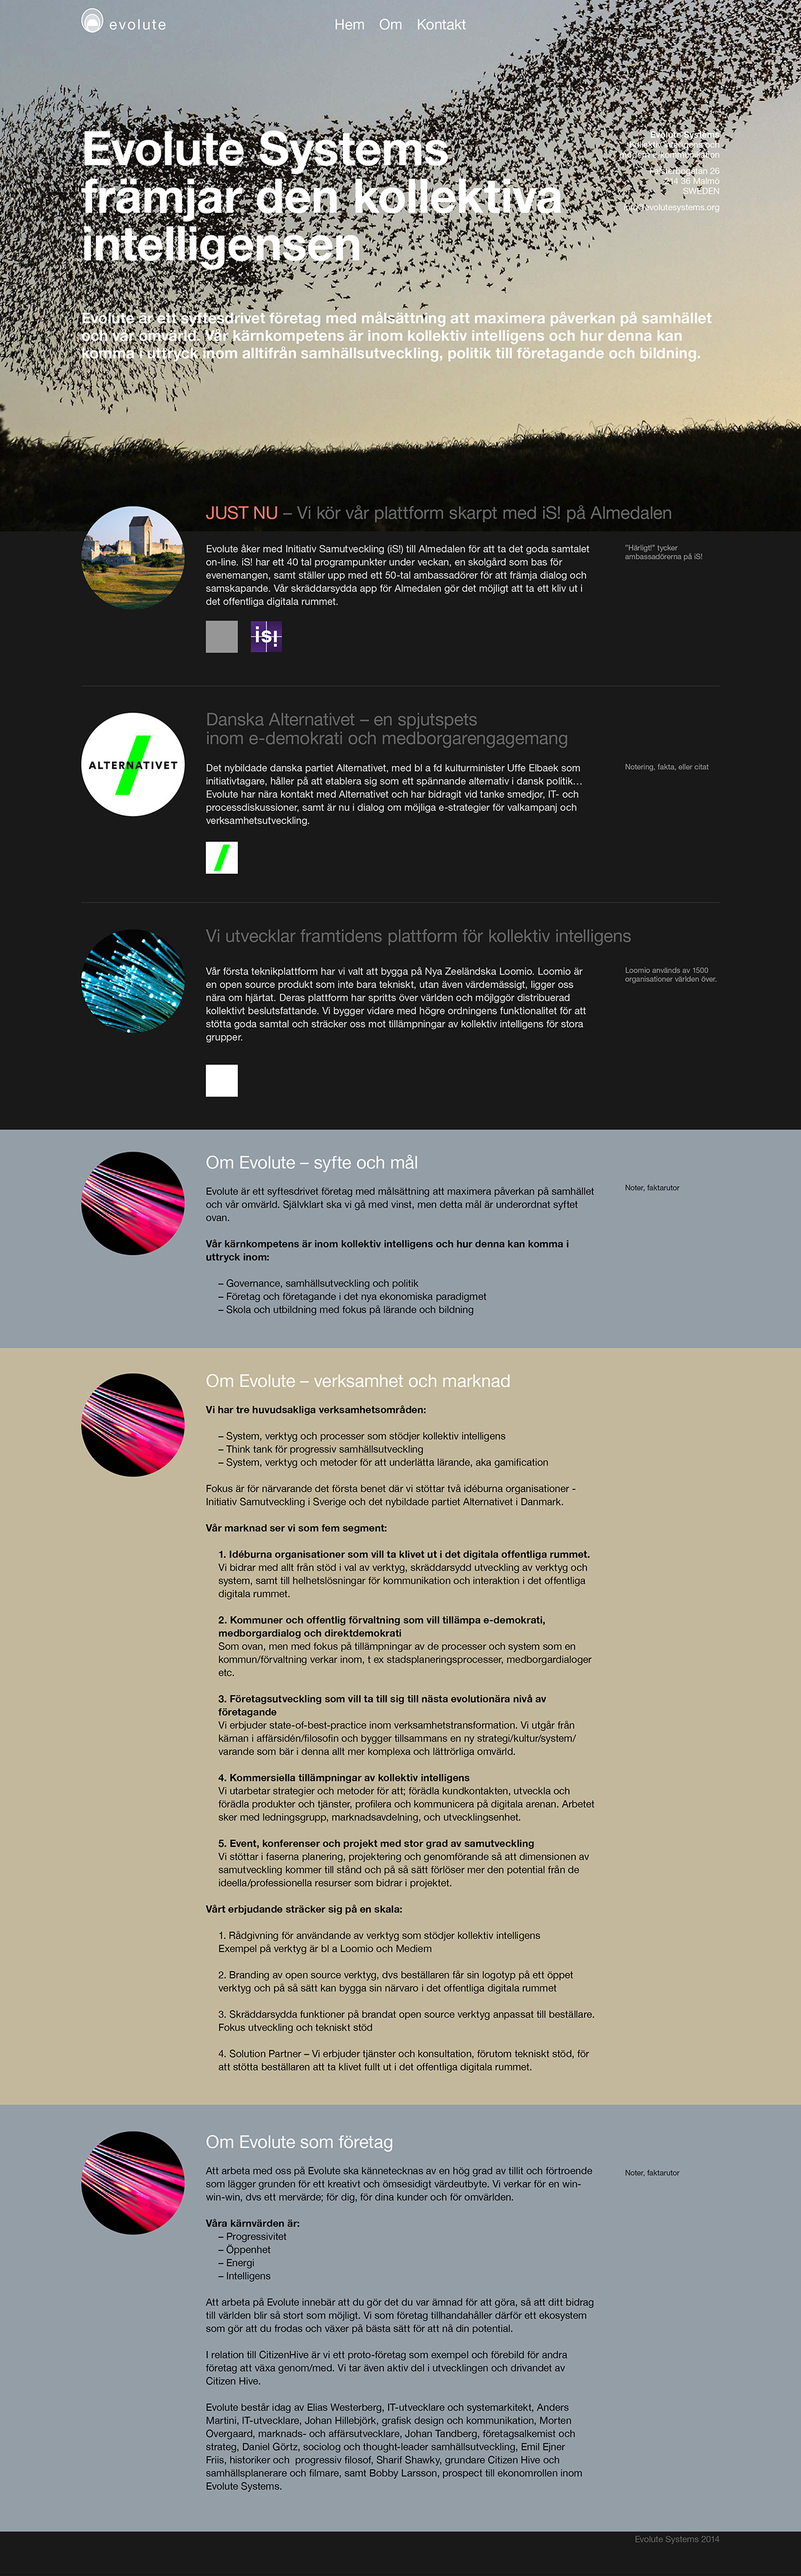 evolute
Hem Om Kontakt
Evolute Systems
främjar den kollektiva
intelligensen
Evolute Systems
214 36 Malmö
SWEDEN
Evolute är ett syftesdrivet företag med målsättning att maximera påverkan på samhället
och vår omvärld. Vår kärnkompetens är inom kollektiv intelligens och hur denna kan
komma i uttryck inom alltifrån samhällsutveckling, politik till företagande och bildning.
JUST NU – Vi kör vår plattform skarpt med iS! på Almedalen
Evolute åker med Initiativ Samutveckling (iS!) till Almedalen för att ta det goda samtalet
on-line. iS! har ett 40 tal programpunkter under veckan, en skolgård som bas för
evenemangen, samt ställer upp med ett 50-tal ambassadörer för att främja dialog och
samskapande. Vår skräddarsydda app för Almedalen gör det möjligt att ta ett kliv ut i
det offentliga digitala rummet.
"Härligt!" tycker
ambassadörerna på iS!
iS!
ALTERNATIVET
Danska Alternativet – en spjutspets
inom e-demokrati och medborgarengagemang
Det nybildade danska partiet Alternativet, med bl a fd kulturminister Uffe Elbaek som
initiativtagare, håller på att etablera sig som ett spännande alternativ i dansk politik…
Evolute har nära kontakt med Alternativet och har bidragit vid tanke smedjor, IT- och
processdiskussioner, samt är nu i dialog om möjliga e-strategier för valkampanj och
verksamhetsutveckling.
Notering, fakta, eller citat
Vi utvecklar framtidens plattform för kollektiv intelligens
Vår första teknikplattform har vi valt att bygga på Nya Zeeländska Loomio. Loomio är
en open source produkt som inte bara tekniskt, utan även värdemässigt, ligger oss
nära om hjärtat. Deras plattform har spritts över världen och möjlggör distribuerad
kollektivt beslutsfattande. Vi bygger vidare med högre ordningens funktionalitet för att
stötta goda samtal och sträcker oss mot tillämpningar av kollektiv intelligens för stora
grupper.
Loomio används av 1500
organisationer världen över.
Om Evolute – syfte och mål
Evolute är ett syftesdrivet företag med målsättning att maximera påverkan på samhället
och vår omvärld. Självklart ska vi gå med vinst, men detta mål är underordnat syftet
ovan.
Noter, faktarutor
Vår kärnkompetens är inom kollektiv intelligens och hur denna kan komma i
uttryck inom:
– Governance, samhällsutveckling och politik
– Företag och företagande i det nya ekonomiska paradigmet
– Skola och utbildning med fokus på lärande och bildning
Om Evolute – verksamhet och marknad
Vi har tre huvudsakliga verksamhetsområden:
– System, verktyg och processer som stödjer kollektiv intelligens
– Think tank för progressiv samhällsutveckling
– System, verktyg och metoder för att underlätta lärande, aka gamification
Fokus är för närvarande det första benet där vi stöttar två idéburna organisationer -
Initiativ Samutveckling i Sverige och det nybildade partiet Alternativet i Danmark.
Vår marknad ser vi som fem segment:
1. Idéburna organisationer som vill ta klivet ut i det digitala offentliga rummet.
Vi bidrar med allt från stöd i val av verktyg, skräddarsydd utveckling av verktyg och
system, samt till helhetslösningar för kommunikation och interaktion i det offentliga
digitala rummet.
2. Kommuner och offentlig förvaltning som vill tillämpa e-demokrati,
medborgardialog och direktdemokrati
Som ovan, men med fokus på tillämpningar av de processer och system som en
kommun/förvaltning verkar inom, t ex stadsplaneringsprocesser, medborgardialoger
etc.
3. Företagsutveckling som vill ta till sig till nästa evolutionära nivå av
företagande
Vi erbjuder state-of-best-practice inom verksamhetstransformation. Vi utgår från
kärnan i affärsidén/filosofin och bygger tillsammans en ny strategi/kultur/system/
varande som bär i denna allt mer komplexa och lättrörliga omvärld.
4. Kommersiella tillämpningar av kollektiv intelligens
Vi utarbetar strategier och metoder för att; förädla kundkontakten, utveckla och
förädla produkter och tjänster, profilera och kommunicera på digitala arenan. Arbetet
sker med ledningsgrupp, marknadsavdelning, och utvecklingsenhet.
5. Event, konferenser och projekt med stor grad av samutveckling
Vi stöttar i faserna planering, projektering och genomförande så att dimensionen av
samutveckling kommer till stånd och på så sätt förlöser mer den potential från de
ideella/professionella resurser som bidrar i projektet.
Vårt erbjudande sträcker sig på en skala:
1. Rådgivning för användande av verktyg som stödjer kollektiv intelligens
Exempel på verktyg är bl a Loomio och Mediem
2. Branding av open source verktyg, dvs beställaren får sin logotyp på ett öppet
verktyg och på så sätt kan bygga sin närvaro i det offentliga digitala rummet
3. Skräddarsydda funktioner på brandat open source verktyg anpassat till beställare.
Fokus utveckling och tekniskt stöd
4. Solution Partner – Vi erbjuder tjänster och konsultation, förutom tekniskt stöd, för
att stötta beställaren att ta klivet fullt ut i det offentliga digitala rummet.
Om Evolute som företag
Att arbeta med oss på Evolute ska kännetecknas av en hög grad av tillit och förtroende
som lägger grunden för ett kreativt och ömsesidigt värdeutbyte. Vi verkar för en win-
win-win, dvs ett mervärde; för dig, för dina kunder och för omvärlden.
Noter, faktarutor
Våra kärnvärden är:
– Progressivitet
– Öppenhet
– Energi
– Intelligens
Att arbeta på Evolute innebär att du gör det du var ämnad för att göra, så att ditt bidrag
till världen blir så stort som möjligt. Vi som företag tillhandahåller därför ett ekosystem
som gör att du frodas och växer på bästa sätt för att nå din potential.
I relation till CitizenHive är vi ett proto-företag som exempel och förebild för andra
företag att växa genom/med. Vi tar även aktiv del i utvecklingen och drivandet av
Citizen Hive.
Evolute består idag av Elias Westerberg, IT-utvecklare och systemarkitekt, Anders
Martini, IT-utvecklare, Johan Hillebjörk, grafisk design och kommunikation, Morten
Overgaard, marknads- och affärsutvecklare, Johan Tandberg, företagsalkemist och
strateg, Daniel Görtz, sociolog och thought-leader samhällsutveckling, Emil Ejner
Friis, historiker och progressiv filosof, Sharif Shawky, grundare Citizen Hive och
samhällsplanerare och filmare, samt Bobby Larsson, prospect till ekonomrollen inom
Evolute Systems.
Evolute Systems 2014